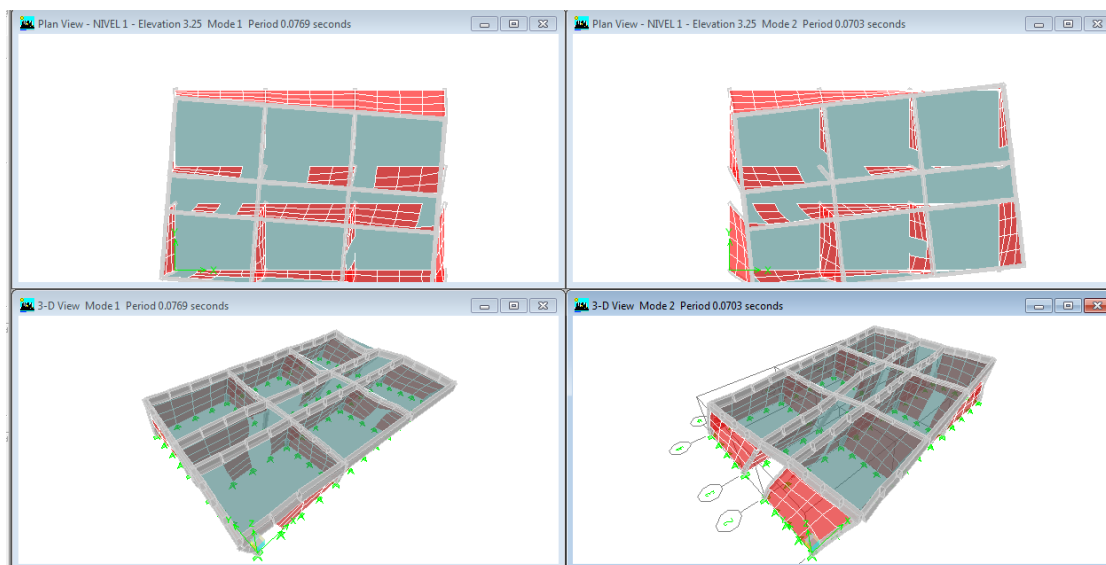 Plan View - NIVEL 1 - Elevation 3.25 Mode 1 Period 0.0769 seconds
Plan View - NIVEL 1 - Elevation 3.25 Mode 2 Period 0.0703 seconds
3-D View Mode 1 Period 0.0769 seconds
3-D View Mode 2 Period 0.0703 seconds
3
2